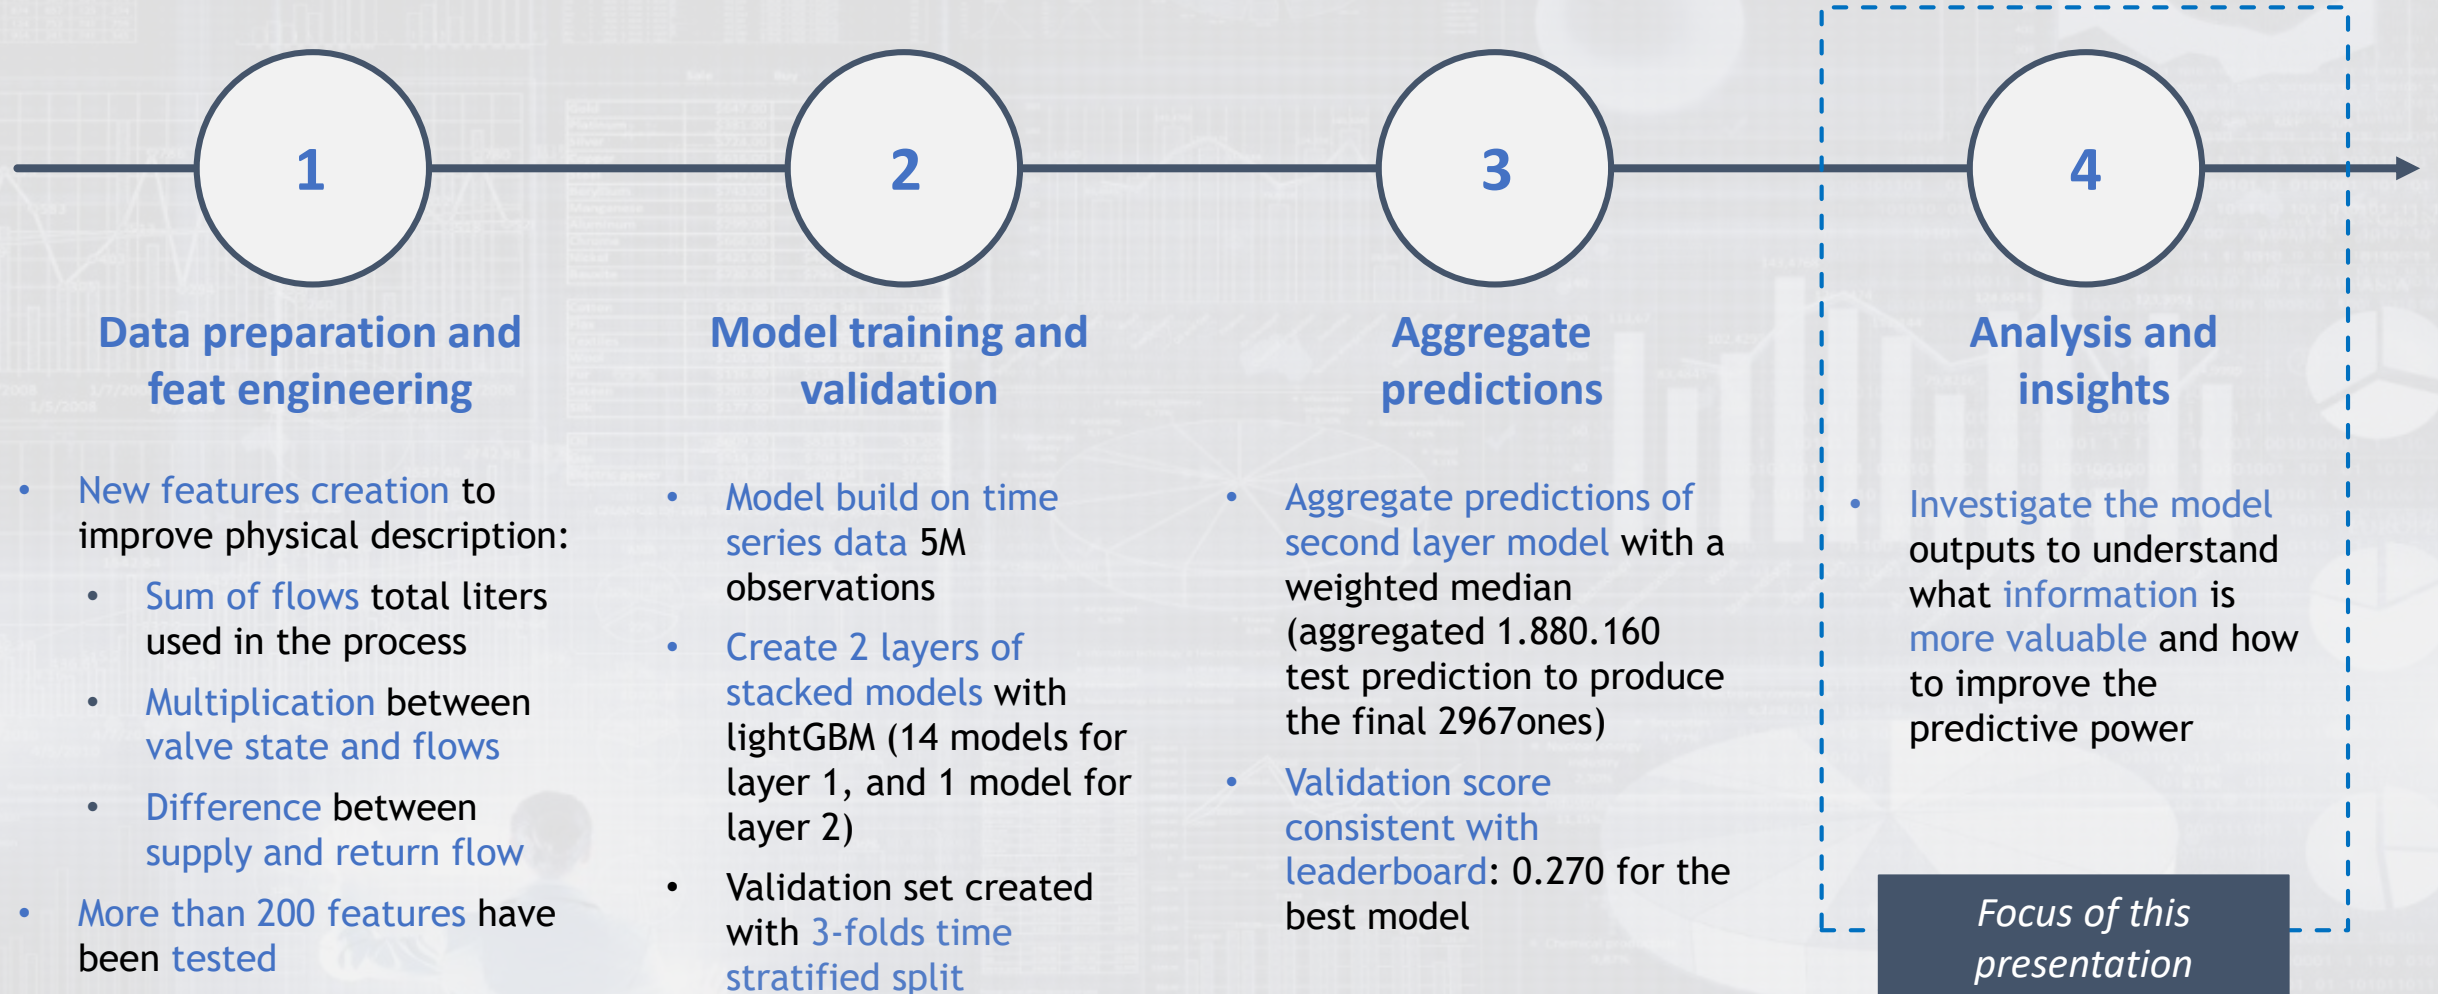 1
Data preparation and
feat engineering
• New features creation to
improve physical description:
• Sum of flows total liters
used in the process
• Multiplication between
valve state and flows
• Difference between
supply and return flow
• More than 200 features have
been tested
2
Model training and
validation
• Model build on time
series data 5M
observations
• Create 2 layers of
stacked models with
lightGBM (14 models for
layer 1, and 1 model for
layer 2)
• Validation set created
with 3-folds time
stratified split
3
Aggregate
predictions
• Aggregate predictions of
second layer model with a
weighted median
(aggregated 1.880.160
test prediction to produce
the final 2967ones)
• Validation score
consistent with
leaderboard: 0.270 for the
best model
4
Analysis and
insights
• Investigate the model
outputs to understand
what information is
more valuable and how
to improve the
predictive power
Focus of this
presentation